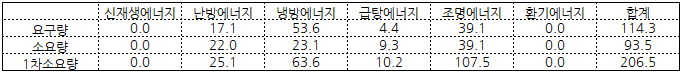 신재생에너지 난방에너지 냉방에너지 급탕에너지 조명에너지 환기에너지 합계
요구량 0.0 17.1 53.6 4.4 39.1 0.0 114.3
소요량 0.0 22.0 23.1 9.3 39.1 0.0 93.5
1차소요량 0.0 25.1 63.6 10.2 107.5 0.0 206.5